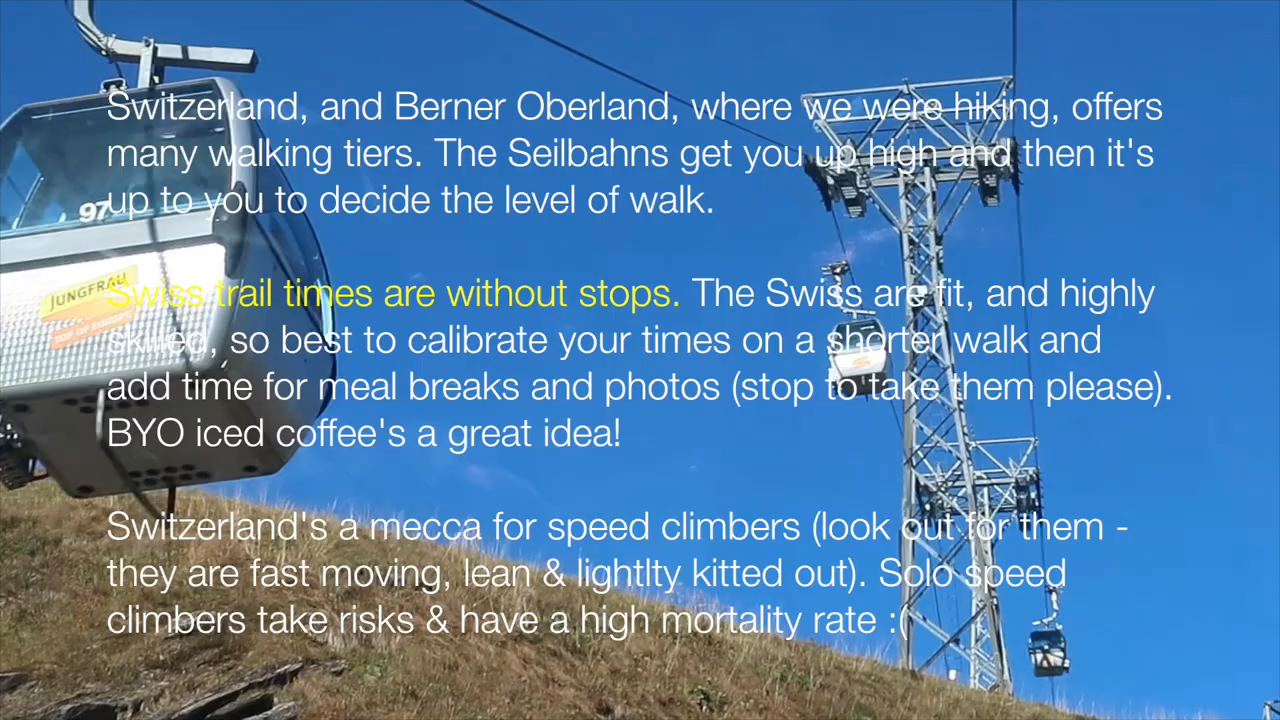 Switzerland, and Berner Oberland, where we were hiking, offers
many walking tiers. The Seilbahns get you up high and then it's
up to you to decide the level of walk.
Swiss trail times are without stops. The Swiss are fit, and highly
skilled, so best to calibrate your times on a shorter walk and
add time for meal breaks and photos (stop to take them please).
BYO iced coffee's a great idea!
Switzerland's a mecca for speed climbers (look out for them -
they are fast moving, lean & lightlty kitted out). Solo speed
climbers take risks & have a high mortality rate :(
97
JUNGFRAU
TOP OF EUROPE